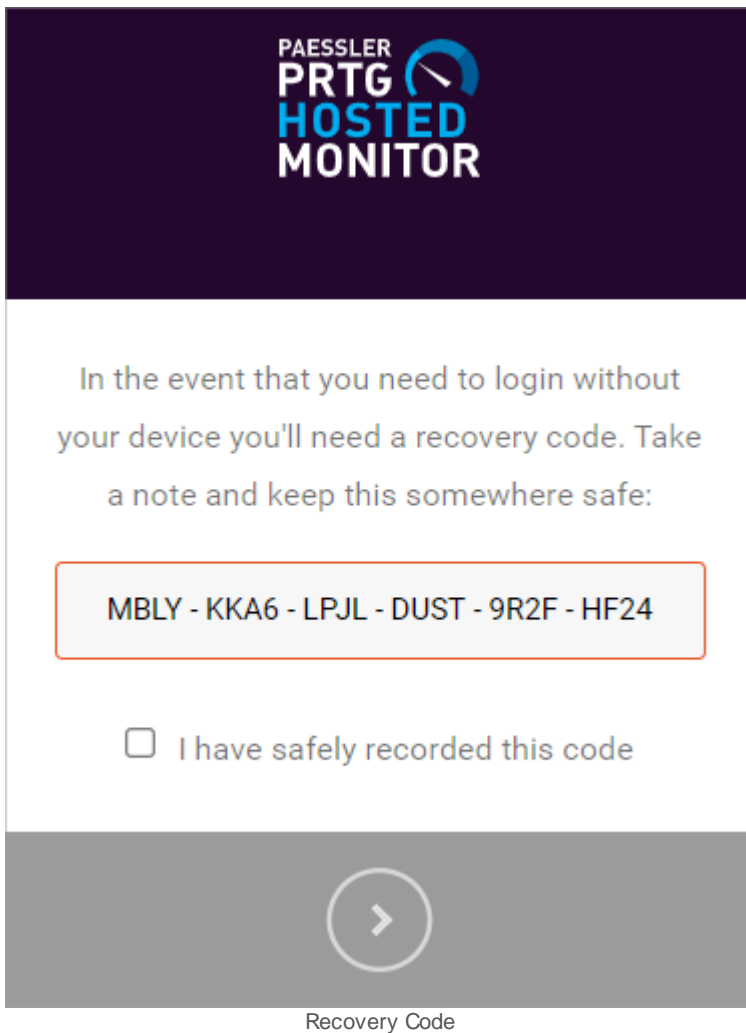 PAESSLER
PRTG
HOSTED
MONITOR
In the event that you need to login without
your device you'll need a recovery code. Take
a note and keep this somewhere safe:
MBLY - KKA6 - LPJL - DUST - 9R2F - HF24
I have safely recorded this code
Recovery Code